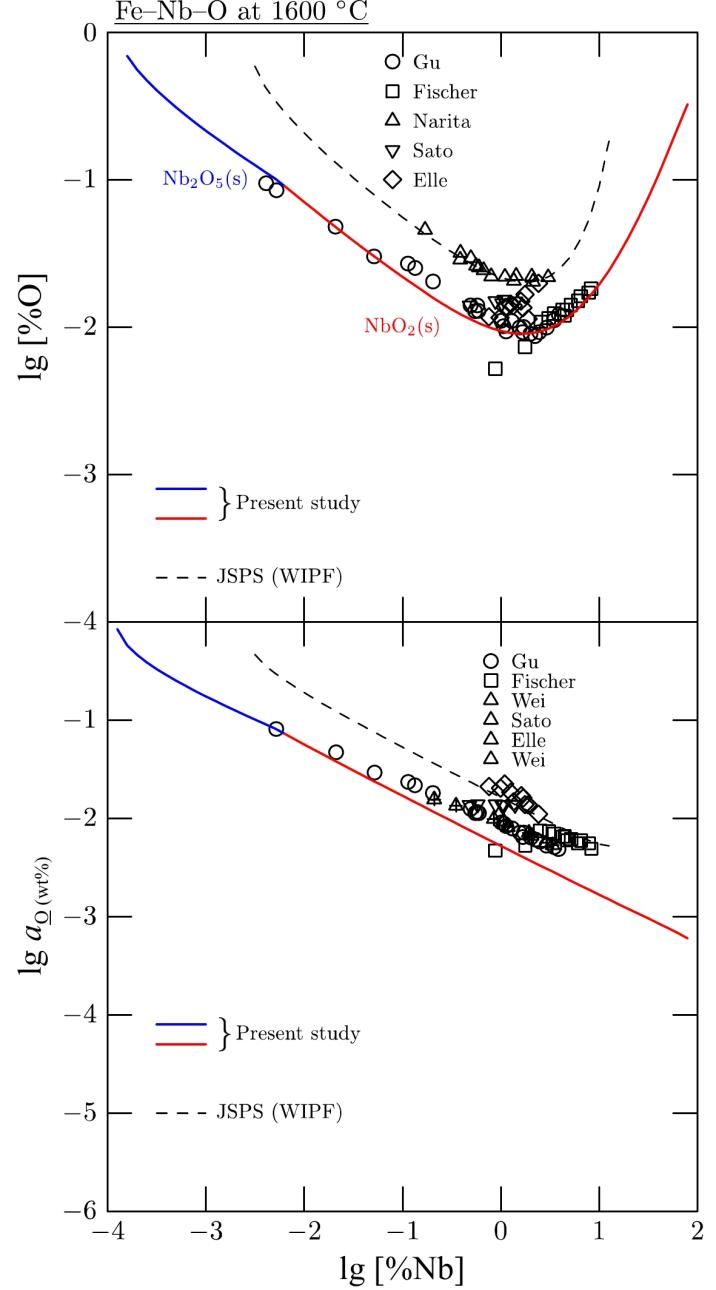 Fe–Nb–O at 1600 °C
0
Gu
Fischer
Narita
Sato
Elle
−1
Nb₂O₅(s)
lg [%O]
−2
NbO₂(s)
−3
} Present study
JSPS (WIPF)
−4
Gu
Fischer
Wei
Sato
Elle
Wei
−1
−2
lg a_O (wt%)
−3
−4
} Present study
−5
JSPS (WIPF)
−6
−4 −3 −2 −1 0 1 2
lg [%Nb]